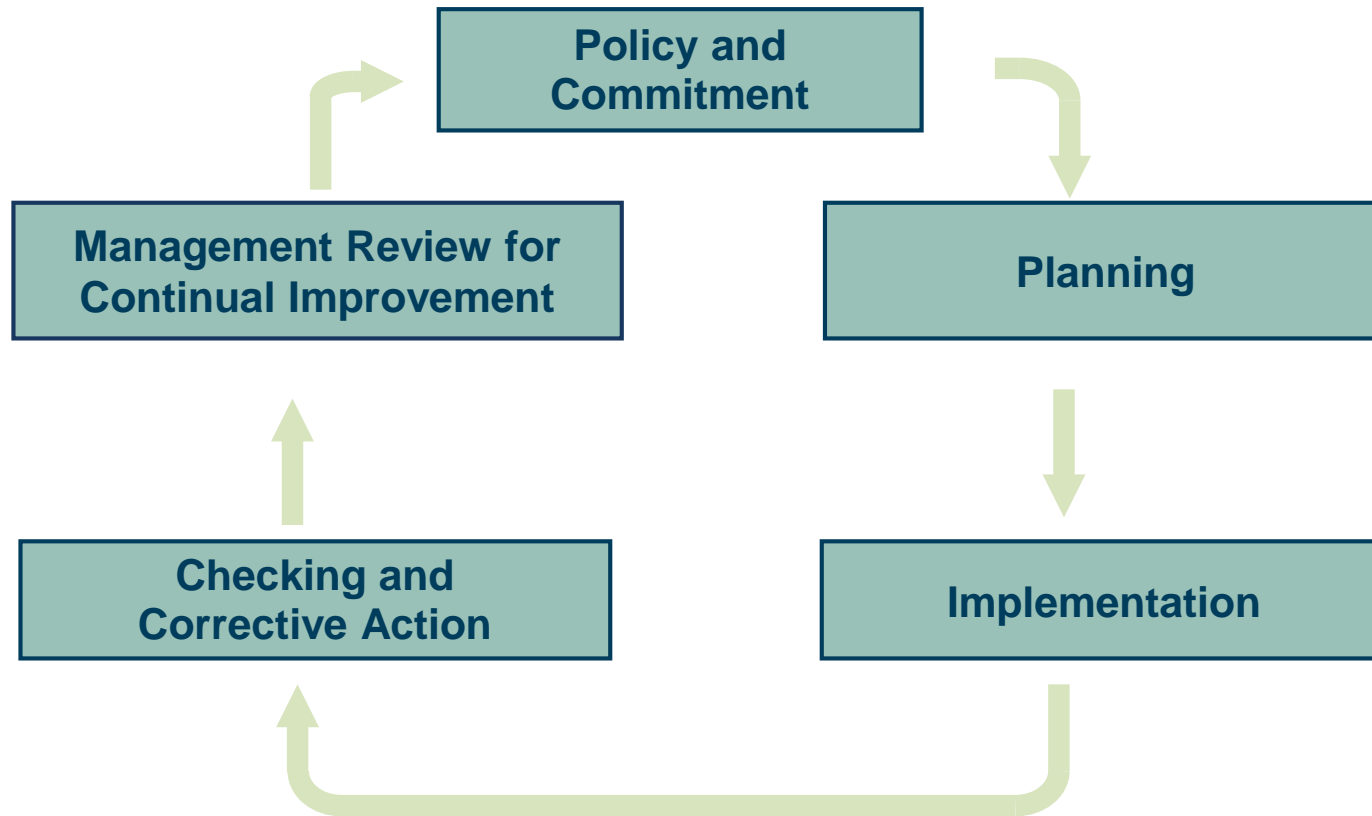 Policy and
Commitment
Management Review for
Continual Improvement
Planning
Checking and
Corrective Action
Implementation